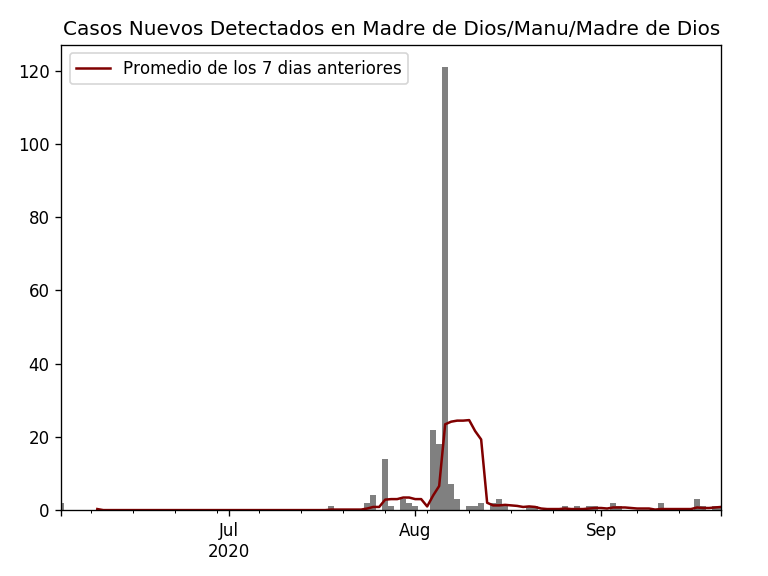 Casos Nuevos Detectados en Madre de Dios/Manu/Madre de Dios
Promedio de los 7 dias anteriores
120
100
80
60
40
20
0
Jul
2020
Aug
Sep